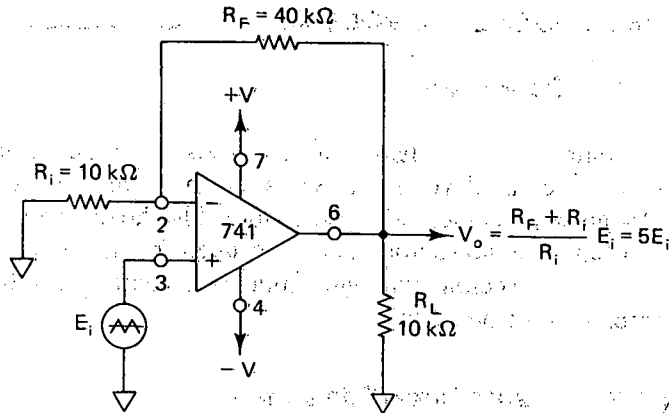 R_F = 40 kΩ
+V
7
R_i = 10 kΩ
2
−
741
6
V_o = (R_F + R_i) / R_i E_i = 5E_i
3
+
4
E_i
−V
R_L
10 kΩ